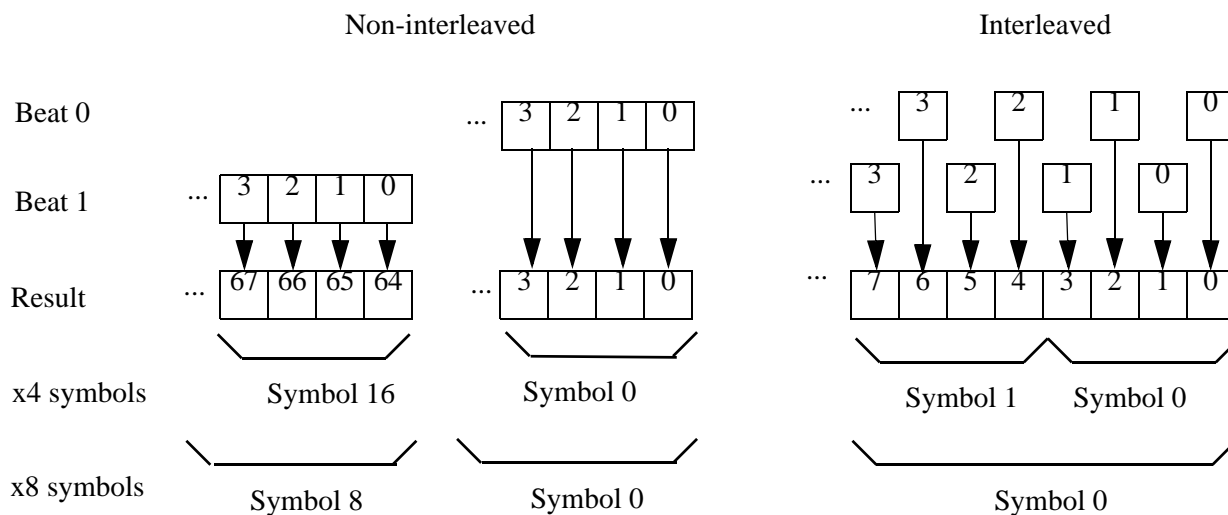 Non-interleaved Interleaved
Beat 0 ... 3 2 1 0 ... 3 2 1 0
Beat 1 ... 3 2 1 0 ... 3 2 1 0
Result ... 67 66 65 64 ... 3 2 1 0 ... 7 6 5 4 3 2 1 0
x4 symbols Symbol 16 Symbol 0 Symbol 1 Symbol 0
x8 symbols Symbol 8 Symbol 0 Symbol 0